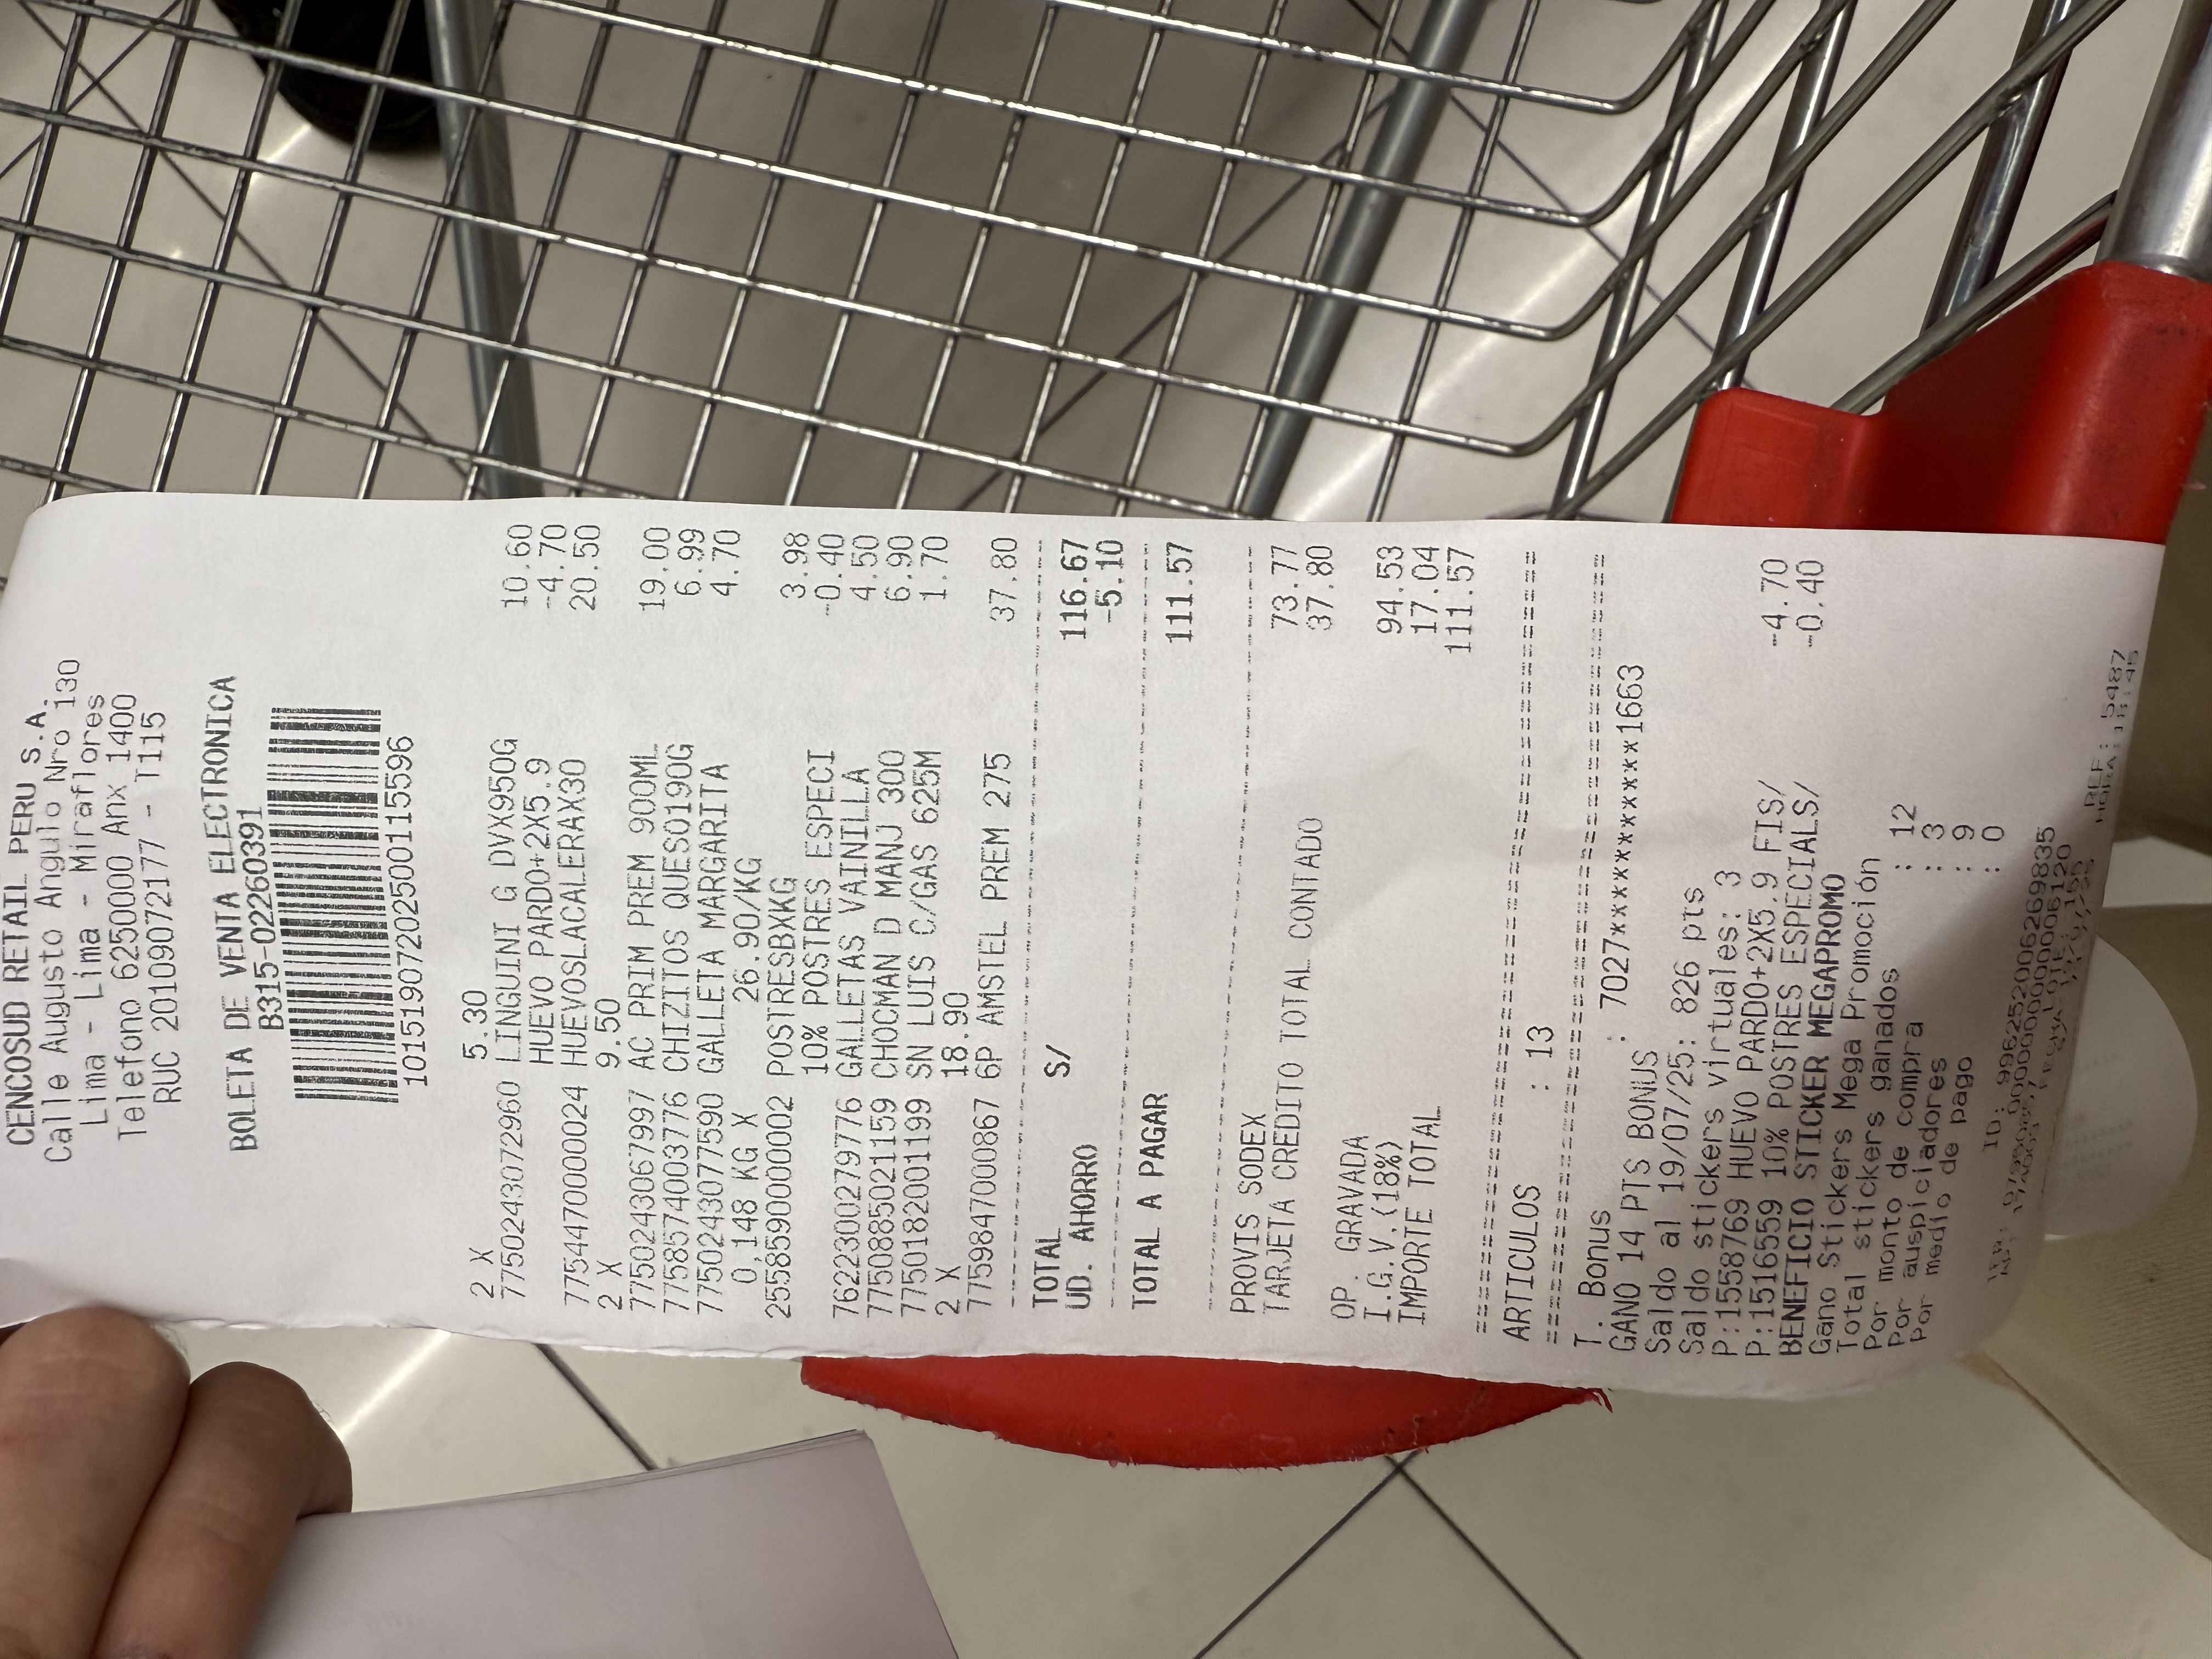 CENCOSUD RETAIL PERU S.A.
Calle Augusto Angulo Nro 130
Lima - Lima - Miraflores
Telefono 6250000 Anx 1400
RUC 20109072177 - T115
BOLETA DE VENTA ELECTRONICA
B315-02260391
10151907202500115596
2 X 5.30
7750243072960 LINGUINI G DVX950G 10.60
HUEVO PARDO+2X5.9 -4.70
7754470000024 HUEVOSLACALERAX30 20.50
2 X 9.50
7750243067997 AC PRIM PREM 900ML 19.00
7758574003776 CHIZITOS QUESO190G 6.99
7750243077590 GALLETA MARGARITA 4.70
0,148 KG X 26.90/KG
2558590000002 POSTRESBXKG 3.98
10% POSTRES ESPECI -0.40
7622300279776 GALLETAS VAINILLA 4.50
7750885021159 CHOCMAN D MANJ 300 6.90
7750182001199 SN LUIS C/GAS 625M 1.70
2 X 18.90
7759847000867 6P AMSTEL PREM 275 37.80
TOTAL S/ 116.67
UD. AHORRO -5.10
TOTAL A PAGAR 111.57
PROVIS SODEX 73.77
TARJETA CREDITO TOTAL CONTADO 37.80
OP. GRAVADA 94.53
I.G.V.(18%) 17.04
IMPORTE TOTAL 111.57
ARTICULOS : 13
T. Bonus : 7027***********1663
GANO 14 PTS BONUS
Saldo al 19/07/25: 826 pts
Saldo stickers virtuales: 3
P:1558769 HUEVO PARDO+2X5.9 FIS/ -4.70
P:1516559 10% POSTRES ESPECIALS/ -0.40
BENEFICIO STICKER MEGAPROMO
Gano Stickers Mega Promoción
Total stickers ganados : 12
Por monto de compra : 3
Por auspiciadores : 9
Por medio de pago : 0
ID: 996252006269835
0000000000006120
TER: 07950857 LOTE: 155 REF: 5487
AP: 174003 FECHA: 19/07/25 HORA: 18:45